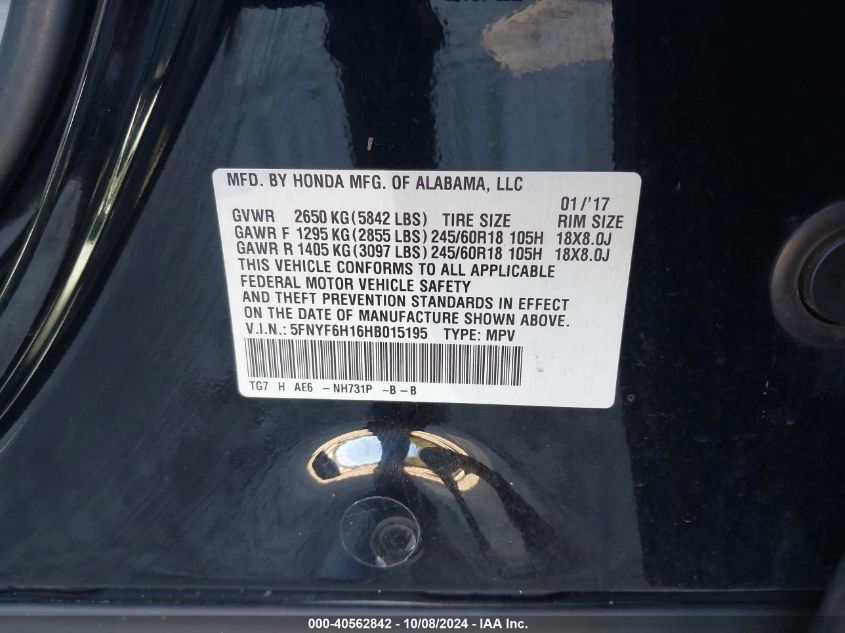 MFD. BY HONDA MFG. OF ALABAMA, LLC
01/'17
GVWR 2650 KG(5842 LBS) TIRE SIZE RIM SIZE
GAWR F 1295 KG(2855 LBS) 245/60R18 105H 18X8.0J
GAWR R 1405 KG(3097 LBS) 245/60R18 105H 18X8.0J
THIS VEHICLE CONFORMS TO ALL APPLICABLE
FEDERAL MOTOR VEHICLE SAFETY
AND THEFT PREVENTION STANDARDS IN EFFECT
ON THE DATE OF MANUFACTURE SHOWN ABOVE.
V.I.N.: 5FNYF6H16HB015195 TYPE: MPV
TG7 H AE6 -NH731P -B-B
000-40562842 - 10/08/2024 - IAA Inc.